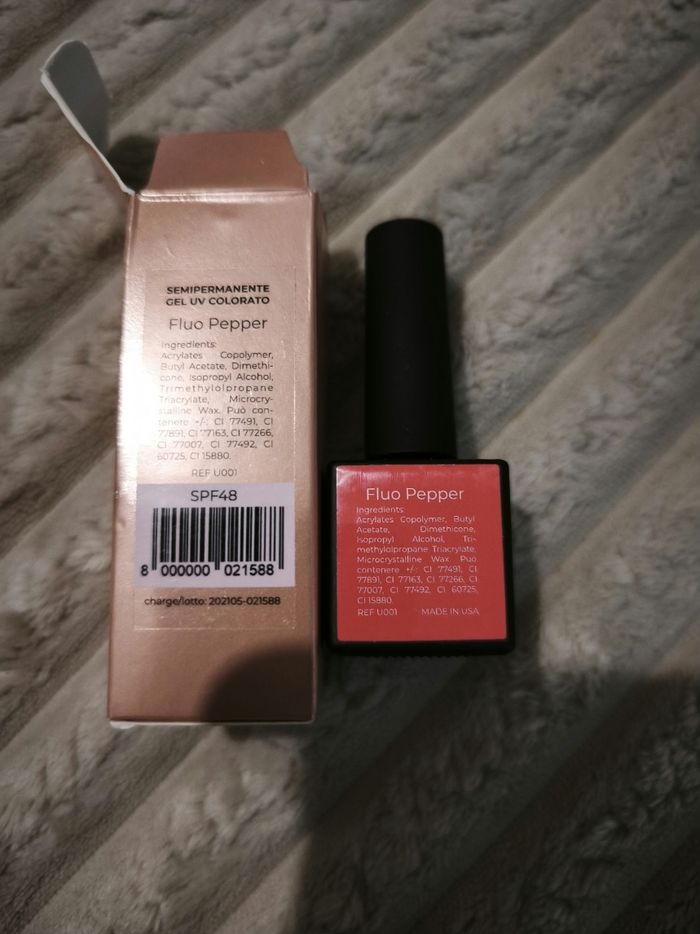 SEMIPERMANENTE
GEL UV COLORATO
Fluo Pepper
Ingredients:
Acrylates Copolymer,
Butyl Acetate, Dimethi-
cone, Isopropyl Alcohol,
Trimethylolpropane
Triacrylate, Microcry-
stalline Wax. Può con-
tenere +/-: CI 77491, CI
77891, CI 77163, CI 77266,
CI 77007, CI 77492, CI
60725, CI 15880.
REF U001
SPF48
8 000000 021588
charge/lotto: 202105-021588
Fluo Pepper
Ingredients:
Acrylates Copolymer, Butyl
Acetate, Dimethicone,
Isopropyl Alcohol, Tri-
methylolpropane Triacrylate,
Microcrystalline Wax. Può
contenere +/-: CI 77491, CI
77891, CI 77163, CI 77266, CI
77007, CI 77492, CI 60725,
CI 15880.
REF U001 MADE IN USA